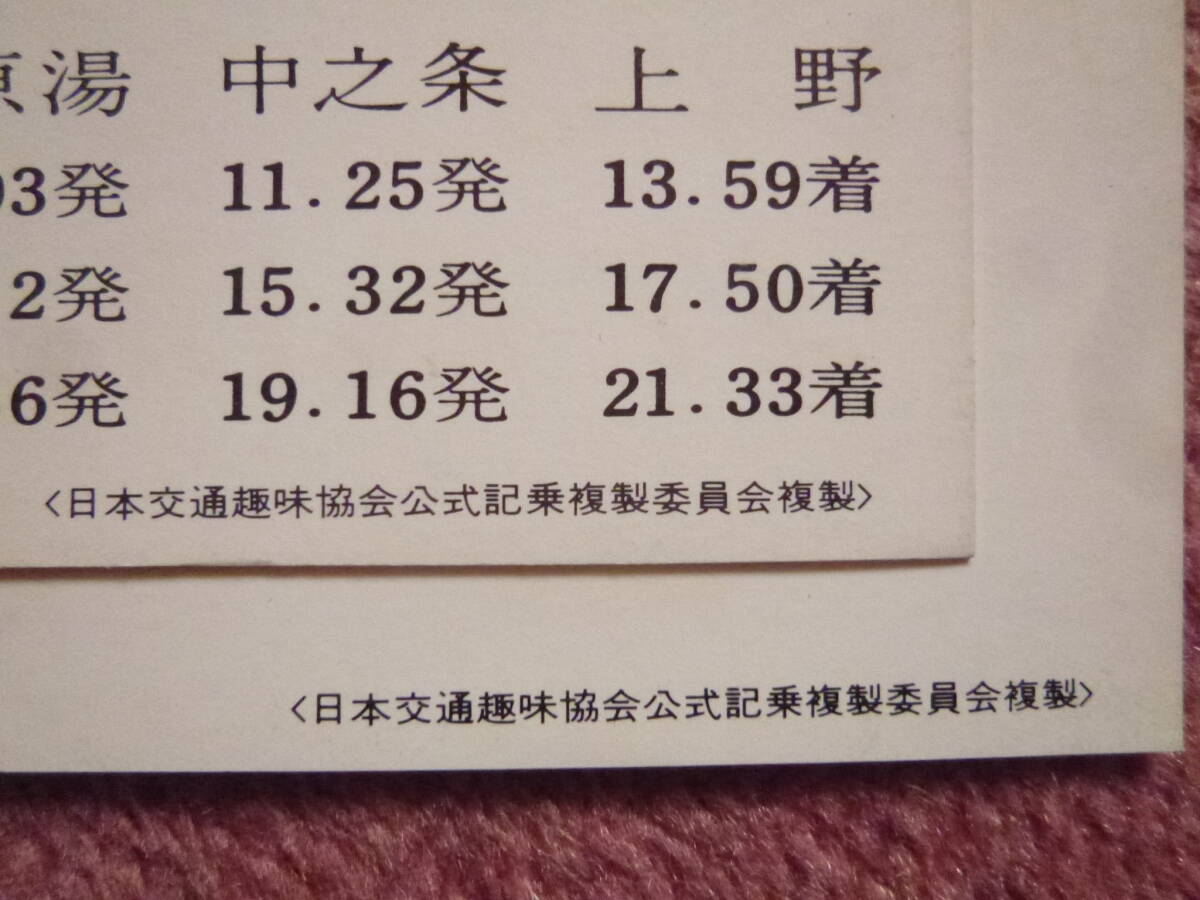 湯 中之条 上野
3発 11.25発 13.59着
2発 15.32発 17.50着
6発 19.16発 21.33着
<日本交通趣味協会公式記乗複製委員会複製>
<日本交通趣味協会公式記乗複製委員会複製>